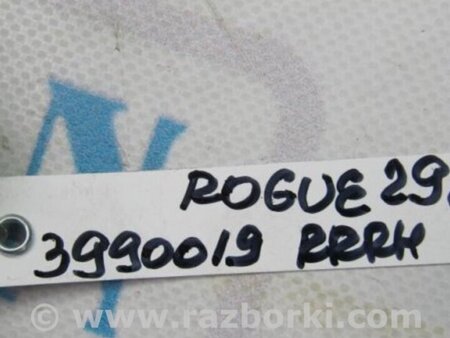 ROGUE 29
3990019 RRRH
© www.razborki.com